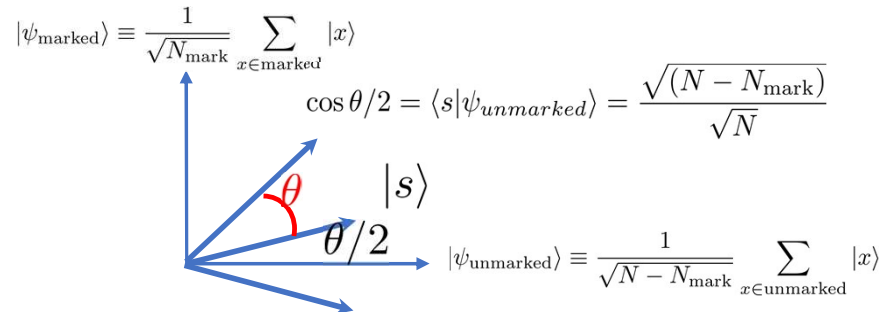 |ψ_marked⟩ ≡ 1/√N_mark ∑_{x∈marked} |x⟩
cos θ/2 = ⟨s|ψ_unmarked⟩ = √(N − N_mark)/√N
θ
|s⟩
θ/2
|ψ_unmarked⟩ ≡ 1/√(N − N_mark) ∑_{x∈unmarked} |x⟩